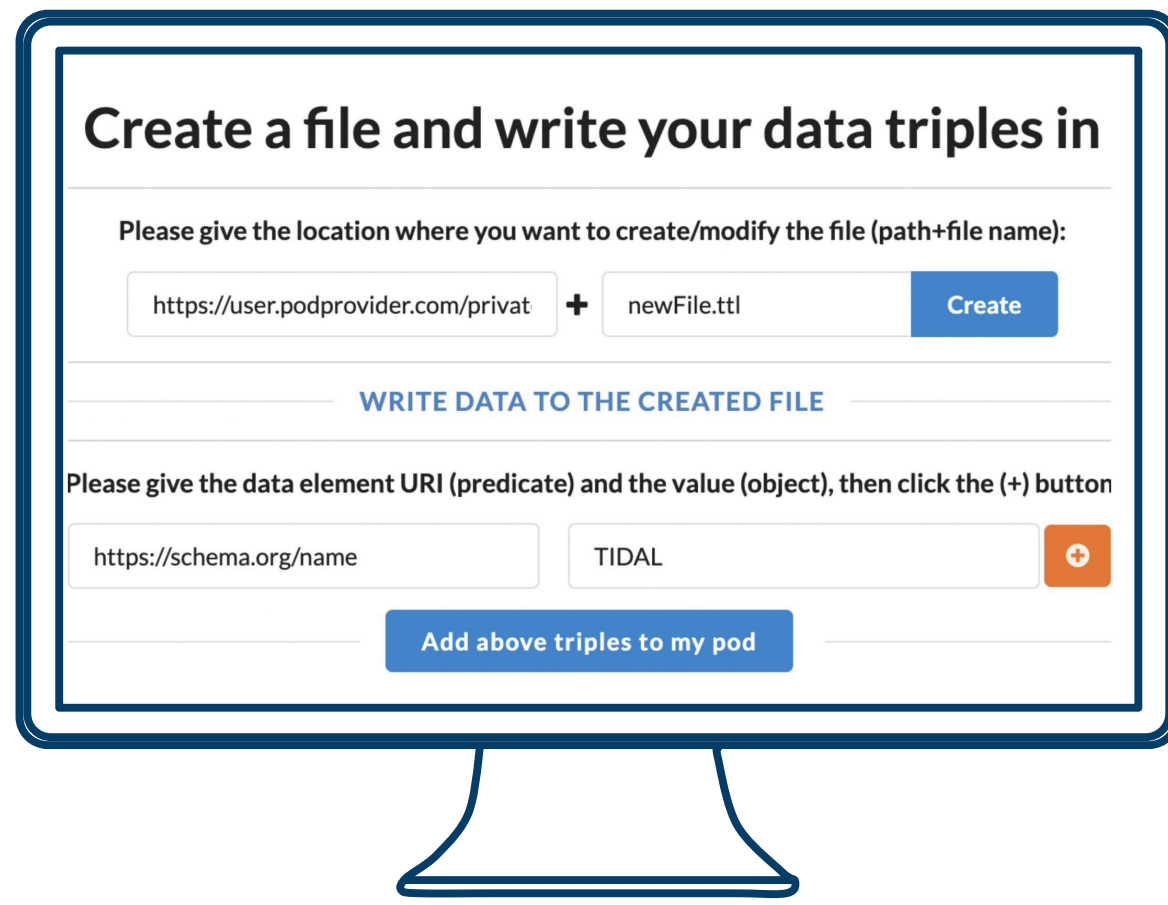 Create a file and write your data triples in
Please give the location where you want to create/modify the file (path+file name):
https://user.podprovider.com/privat + newFile.ttl Create
WRITE DATA TO THE CREATED FILE
Please give the data element URI (predicate) and the value (object), then click the (+) button
https://schema.org/name TIDAL
Add above triples to my pod